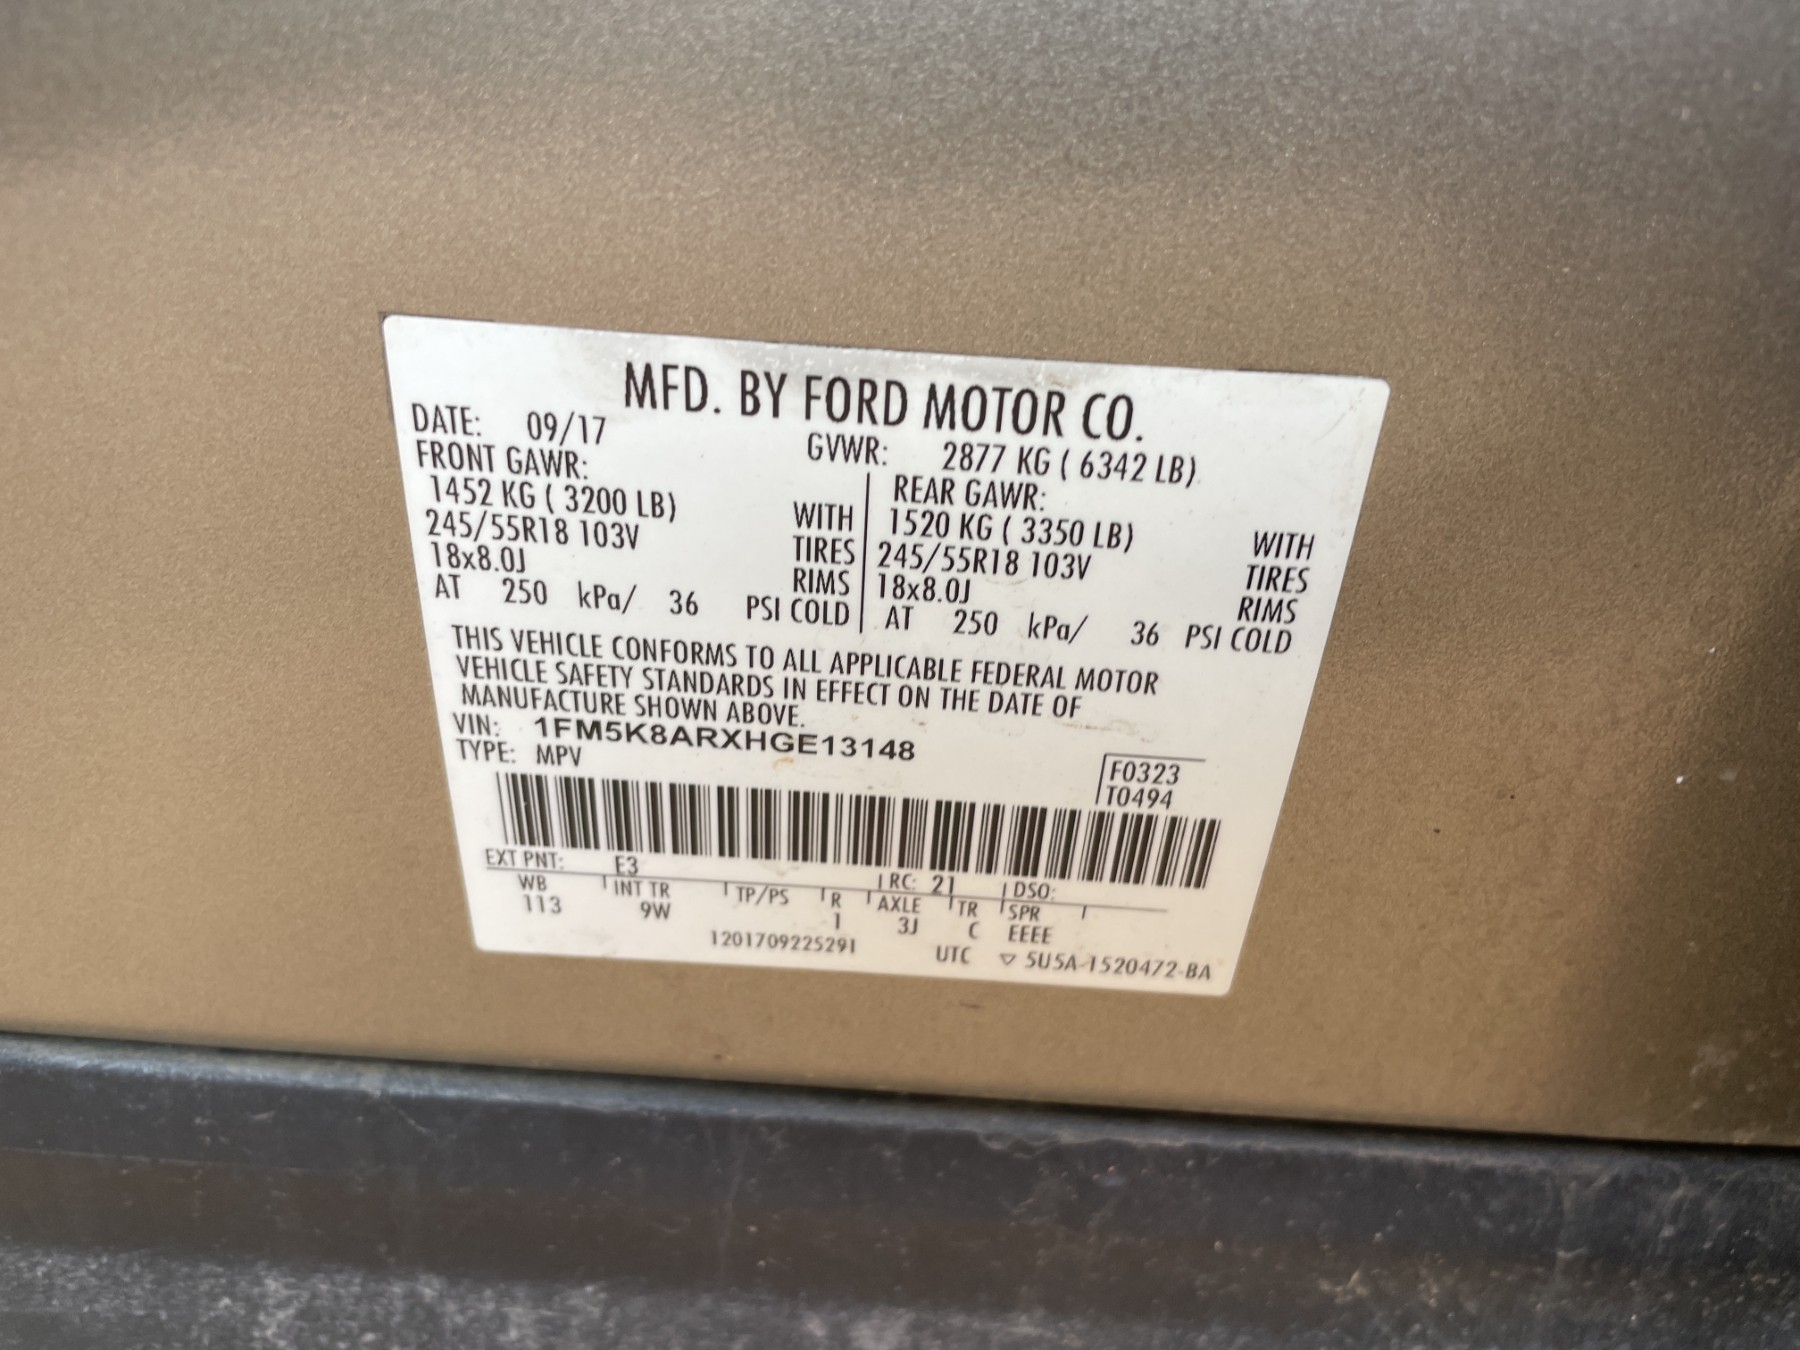 MFD. BY FORD MOTOR CO.
DATE: 09/17 GVWR: 2877 KG ( 6342 LB)
FRONT GAWR: REAR GAWR:
1452 KG ( 3200 LB) WITH 1520 KG ( 3350 LB) WITH
245/55R18 103V TIRES 245/55R18 103V TIRES
18x8.0J RIMS 18x8.0J RIMS
AT 250 kPa/ 36 PSI COLD AT 250 kPa/ 36 PSI COLD
THIS VEHICLE CONFORMS TO ALL APPLICABLE FEDERAL MOTOR
VEHICLE SAFETY STANDARDS IN EFFECT ON THE DATE OF
MANUFACTURE SHOWN ABOVE.
VIN: 1FM5K8ARXHGE13148
TYPE: MPV F0323
T0494
EXT PNT: E3 RC: 21 DSO:
WB INT TR TP/PS R AXLE TR SPR
113 9W 1 3J C EEEE
1201709225291 UTC ▽ 5U5A-1520472-BA